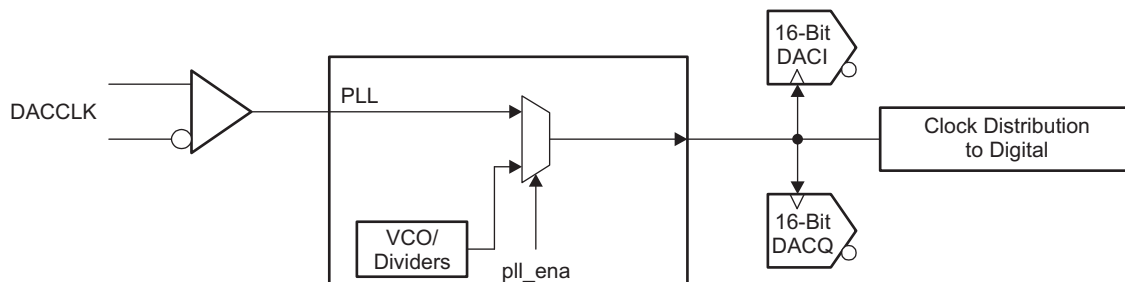 16-Bit
DACI
DACCLK
PLL
Clock Distribution
to Digital
VCO/
Dividers
pll_ena
16-Bit
DACQ